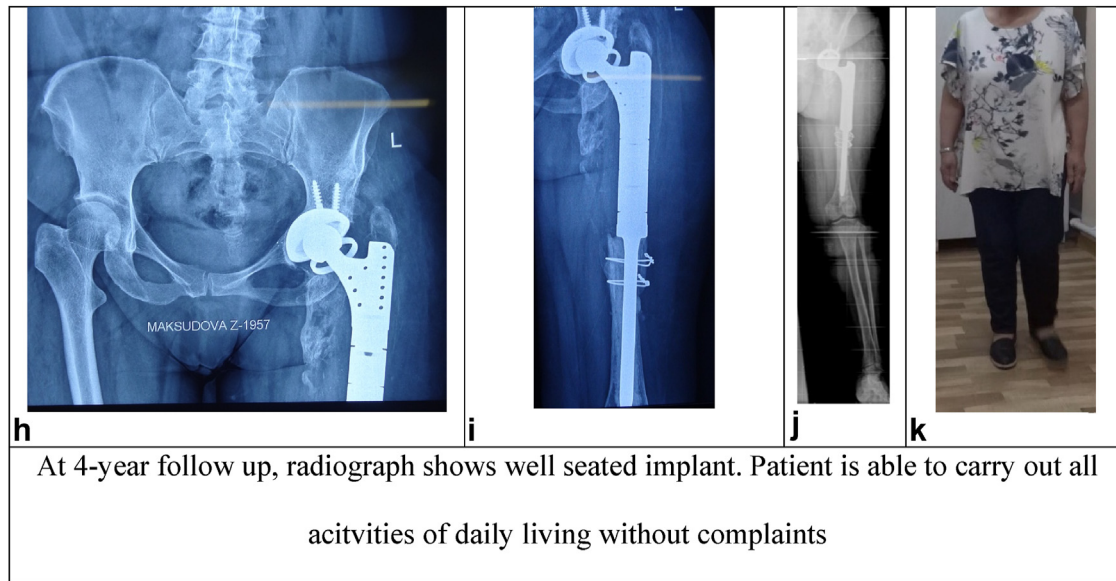 L
MAKSUDOVA Z-1957
h
i
j
k
At 4-year follow up, radiograph shows well seated implant. Patient is able to carry out all
acitvities of daily living without complaints